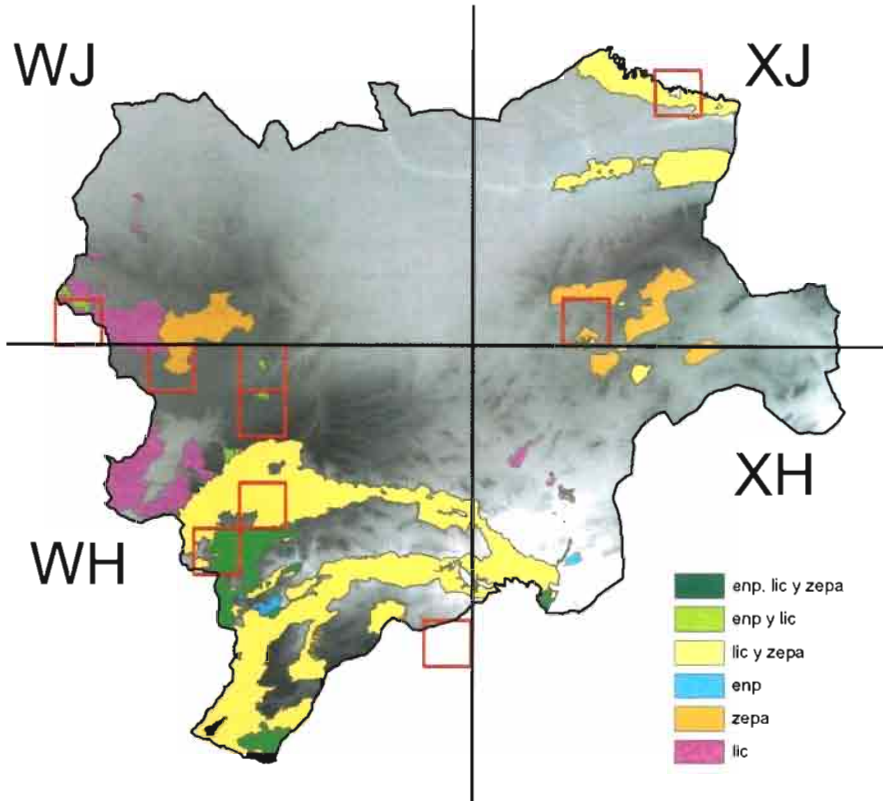 WJ
XJ
WH
XH
enp. lic y zepa
enp y lic
lic y zepa
enp
zepa
lic